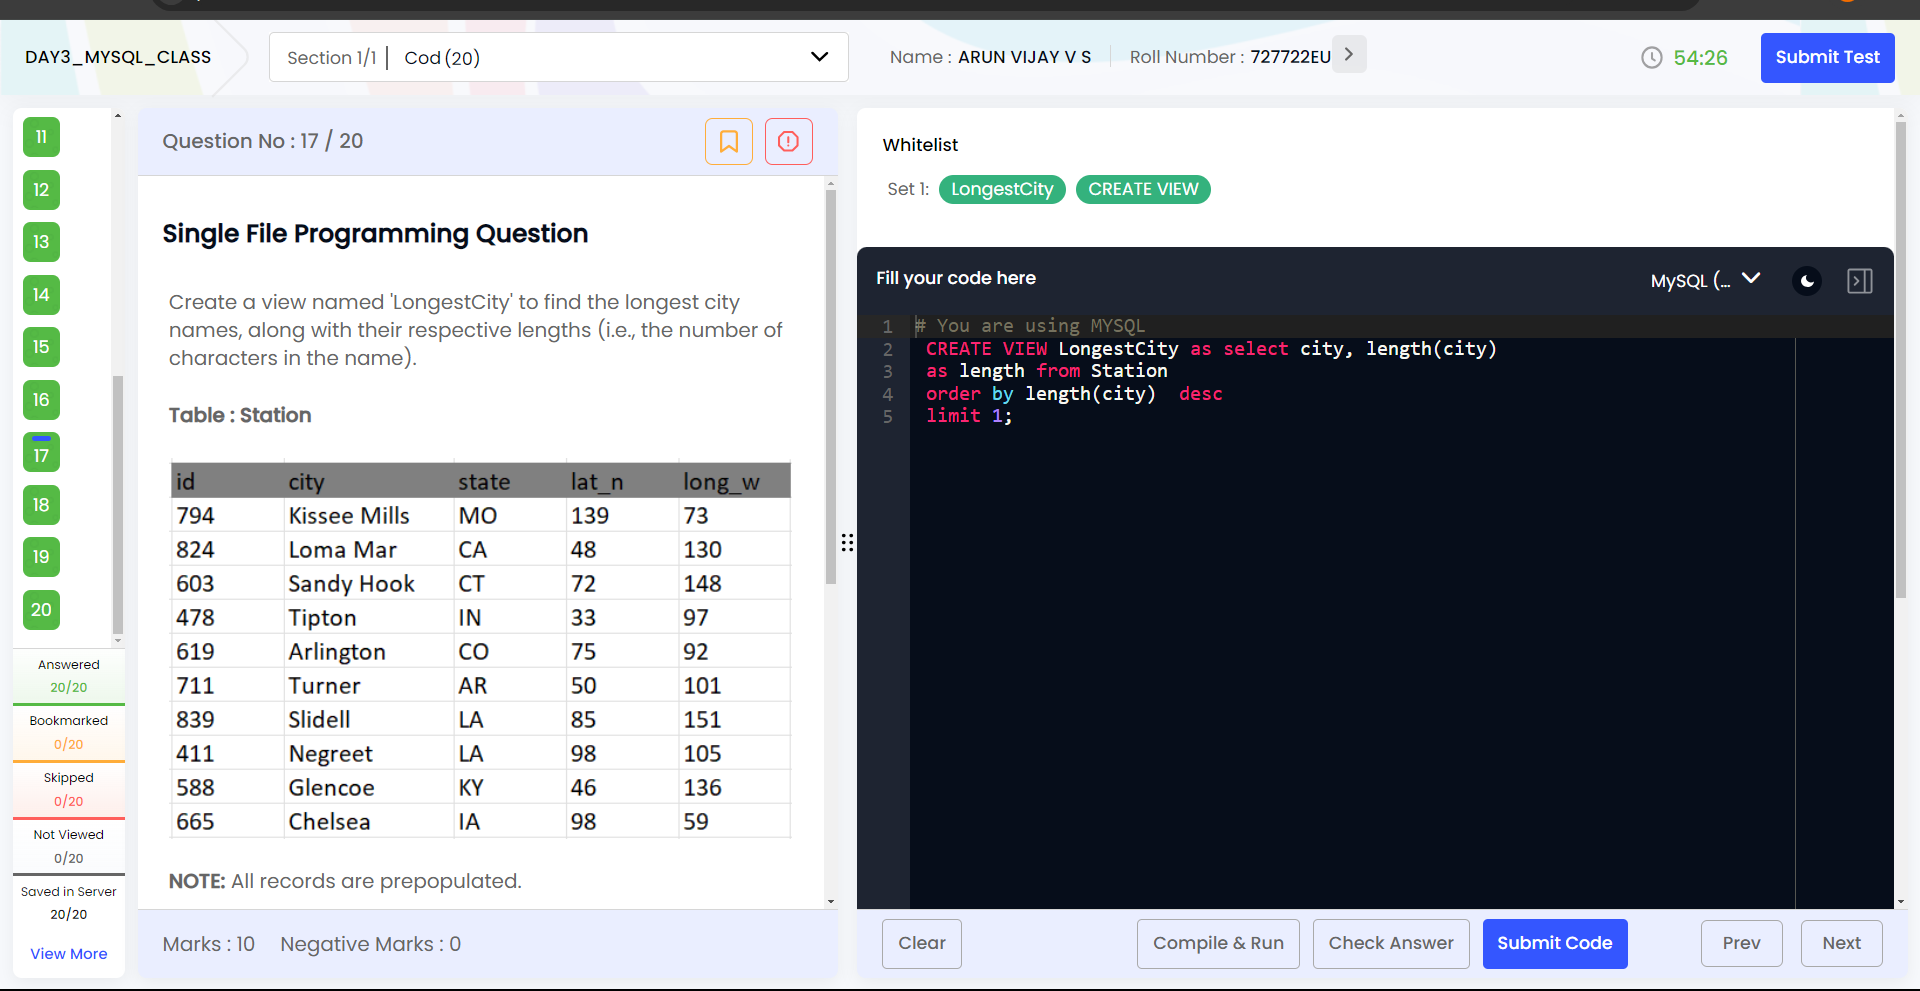 DAY3_MYSQL_CLASS
Section 1/1 | Cod (20)
Name : ARUN VIJAY V S
Roll Number : 727722EU
54:26
Submit Test
11
12
13
14
15
16
17
18
19
20
Answered
20/20
Bookmarked
0/20
Skipped
0/20
Not Viewed
0/20
Saved in Server
20/20
View More
Question No : 17 / 20
Single File Programming Question
Create a view named 'LongestCity' to find the longest city
names, along with their respective lengths (i.e., the number of
characters in the name).
Table : Station
id city state lat_n long_w
794 Kissee Mills MO 139 73
824 Loma Mar CA 48 130
603 Sandy Hook CT 72 148
478 Tipton IN 33 97
619 Arlington CO 75 92
711 Turner AR 50 101
839 Slidell LA 85 151
411 Negreet LA 98 105
588 Glencoe KY 46 136
665 Chelsea IA 98 59
NOTE: All records are prepopulated.
Marks : 10 Negative Marks : 0
Whitelist
Set 1: LongestCity CREATE VIEW
Fill your code here
MySQL (...
1 # You are using MYSQL
2 CREATE VIEW LongestCity as select city, length(city)
3 as length from Station
4 order by length(city)  desc
5 limit 1;
Clear
Compile & Run
Check Answer
Submit Code
Prev
Next